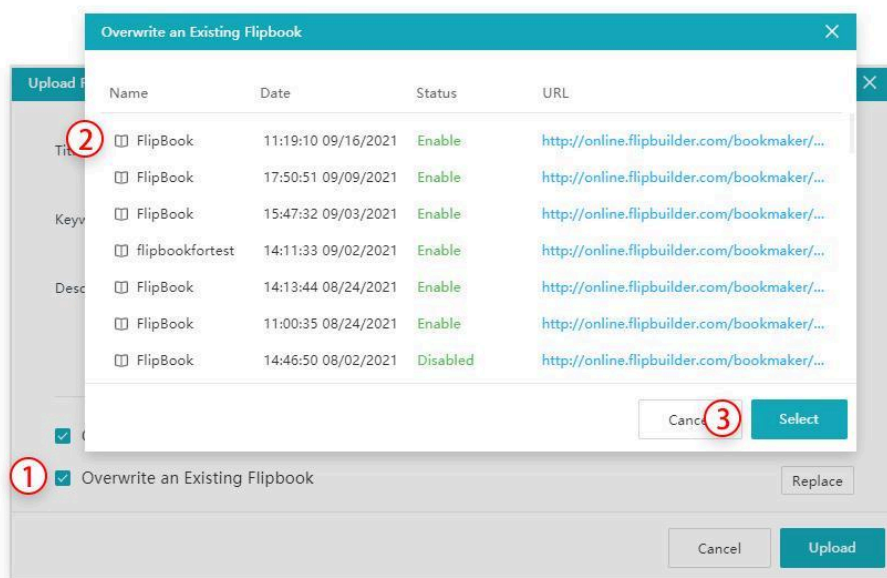 Overwrite an Existing Flipbook
Upload F
Name Date Status URL
Tit
② FlipBook 11:19:10 09/16/2021 Enable http://online.flipbuilder.com/bookmaker/...
FlipBook 17:50:51 09/09/2021 Enable http://online.flipbuilder.com/bookmaker/...
Keyw
FlipBook 15:47:32 09/03/2021 Enable http://online.flipbuilder.com/bookmaker/...
flipbookfortest 14:11:33 09/02/2021 Enable http://online.flipbuilder.com/bookmaker/...
Desc
FlipBook 14:13:44 08/24/2021 Enable http://online.flipbuilder.com/bookmaker/...
FlipBook 11:00:35 08/24/2021 Enable http://online.flipbuilder.com/bookmaker/...
FlipBook 14:46:50 08/02/2021 Disabled http://online.flipbuilder.com/bookmaker/...
Cance ③ Select
① Overwrite an Existing Flipbook Replace
Cancel Upload